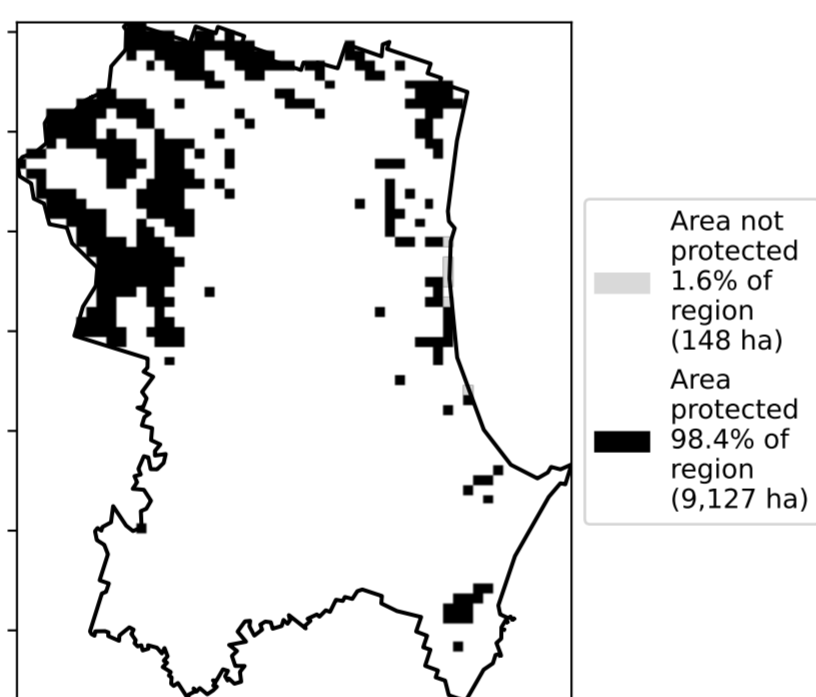 Area not
protected
1.6% of
region
(148 ha)
Area
protected
98.4% of
region
(9,127 ha)